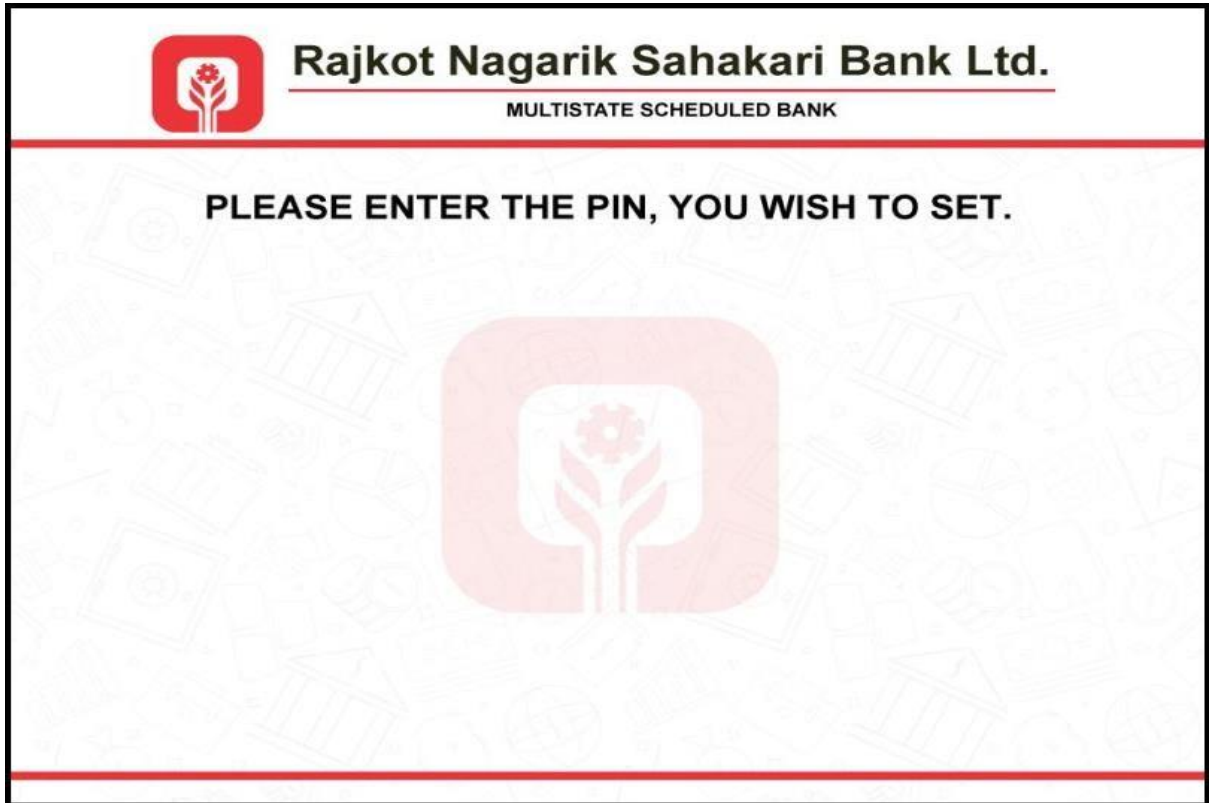 Rajkot Nagarik Sahakari Bank Ltd.
MULTISTATE SCHEDULED BANK
PLEASE ENTER THE PIN, YOU WISH TO SET.